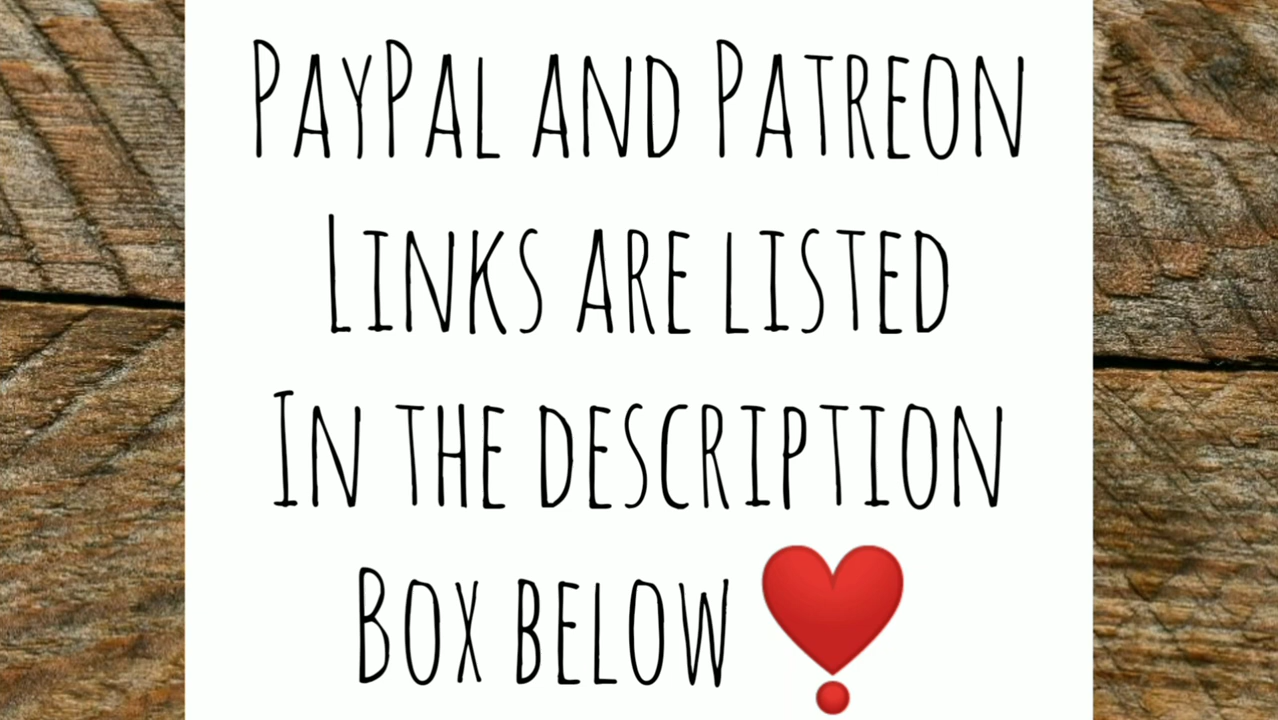 PayPal and Patreon
Links are listed
In the description
Box below ❣